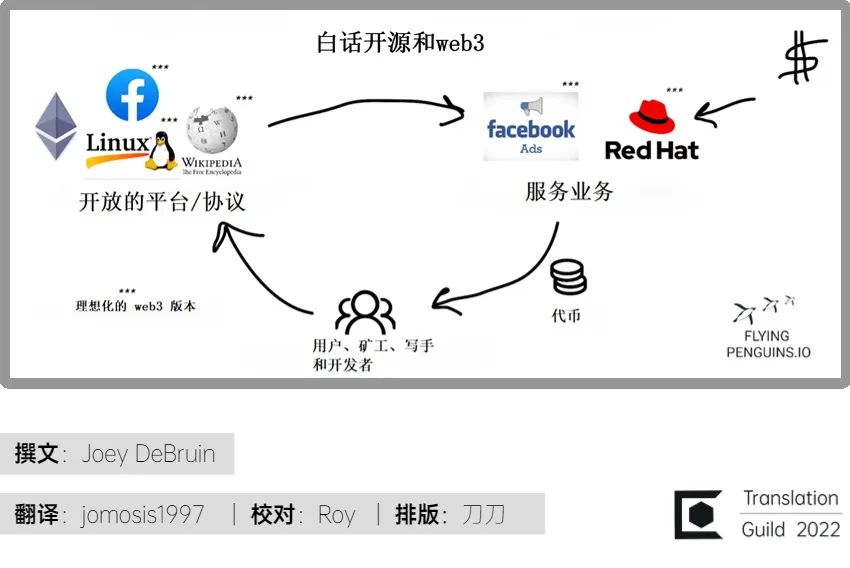 白话开源和web3
$
***
***
***
***
***
facebook
Ads
Linux
WIKIPEDIA
The Free Encyclopedia
Red Hat
开放的平台/协议
服务业务
***
理想化的 web3 版本
代币
用户、矿工、写手
和开发者
FLYING
PENGUINS.IO
撰文：Joey DeBruin
翻译：jomosis1997 | 校对：Roy | 排版：刀刀
Translation
Guild 2022